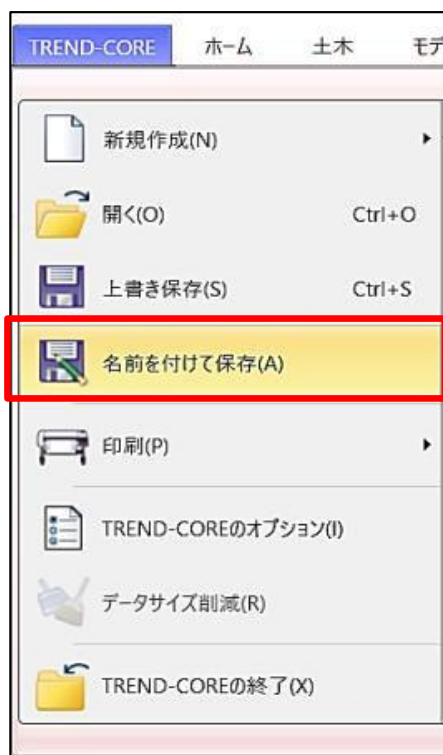 TREND-CORE ホーム 土木 モデ
新規作成(N)
開く(O) Ctrl+O
上書き保存(S) Ctrl+S
名前を付けて保存(A)
印刷(P)
TREND-COREのオプション(I)
データサイズ削減(R)
TREND-COREの終了(X)